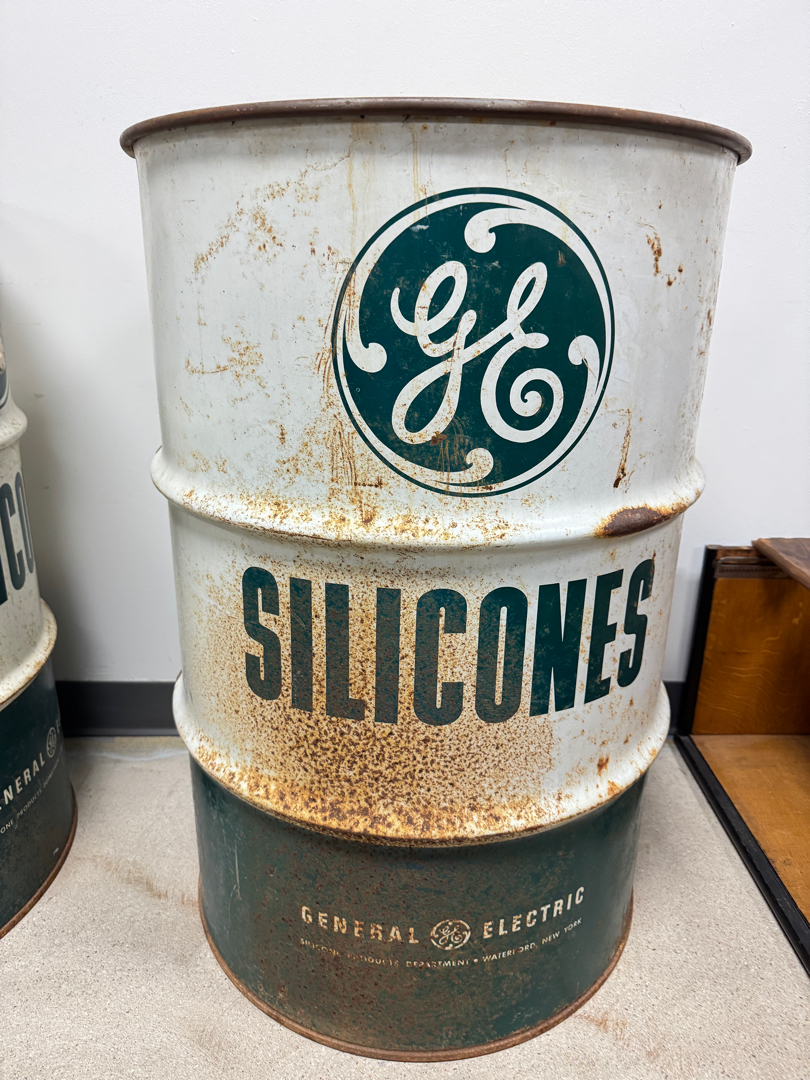 GE
SILICONES
GENERAL GE ELECTRIC
SILICONE PRODUCTS DEPARTMENT • WATERFORD, NEW YORK